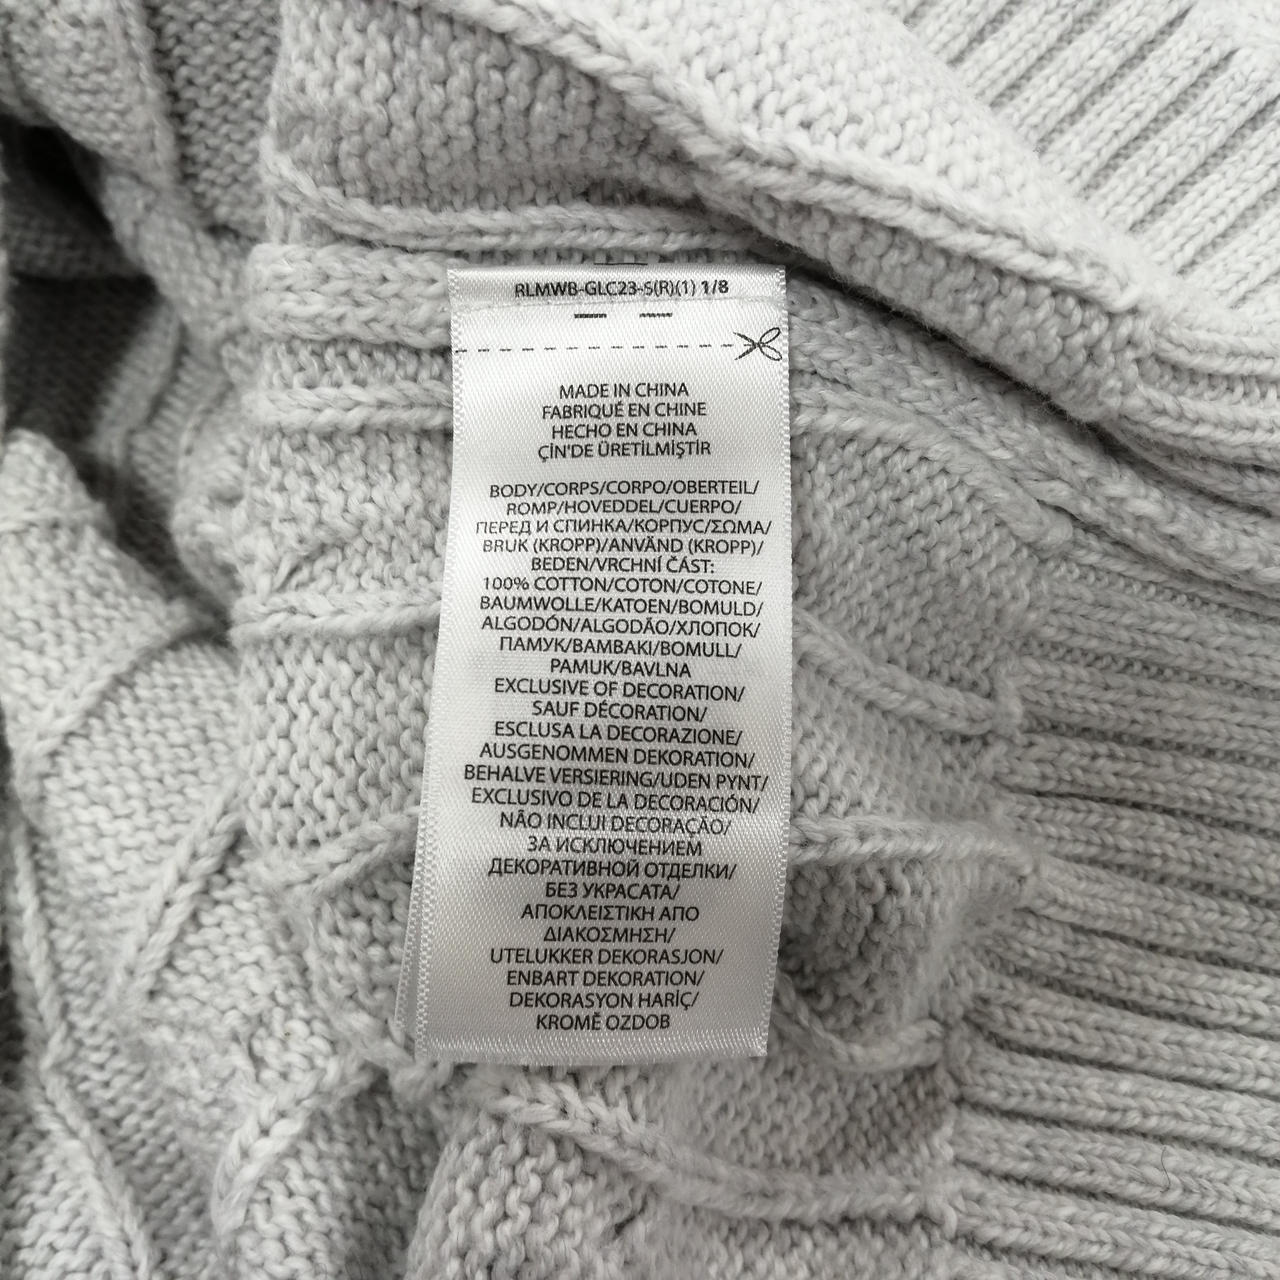 RLMWB-GLC23-S(R)(1) 1/8
MADE IN CHINA
FABRIQUÉ EN CHINE
HECHO EN CHINA
ÇİN'DE ÜRETİLMİŞTİR
BODY/CORPS/CORPO/OBERTEIL/
ROMP/HOVEDDEL/CUERPO/
ПЕРЕД И СПИНКА/КОРПУС/ΣΩΜΑ/
BRUK (KROPP)/ANVÄND (KROPP)/
BEDEN/VRCHNÍ ČÁST:
100% COTTON/COTON/COTONE/
BAUMWOLLE/KATOEN/BOMULD/
ALGODÓN/ALGODÃO/ХЛОПОК/
ПАМУК/ΒΑΜΒΑΚΙ/BOMULL/
PAMUK/BAVLNA
EXCLUSIVE OF DECORATION/
SAUF DÉCORATION/
ESCLUSA LA DECORAZIONE/
AUSGENOMMEN DEKORATION/
BEHALVE VERSIERING/UDEN PYNT/
EXCLUSIVO DE LA DECORACIÓN/
NÃO INCLUI DECORAÇÃO/
ЗА ИСКЛЮЧЕНИЕМ
ДЕКОРАТИВНОЙ ОТДЕЛКИ/
БЕЗ УКРАСАТА/
ΑΠΟΚΛΕΙΣΤΙΚΗ ΑΠΟ
ΔΙΑΚΟΣΜΗΣΗ/
UTELUKKER DEKORASJON/
ENBART DEKORATION/
DEKORASYON HARİÇ/
KROMĚ OZDOB